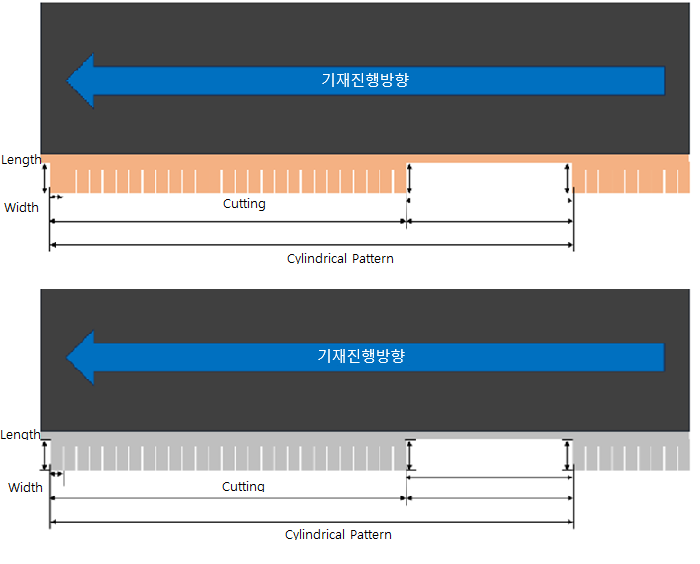 기재진행방향
Length
Width
Cutting
Cylindrical Pattern
기재진행방향
Length
Width
Cutting
Cylindrical Pattern